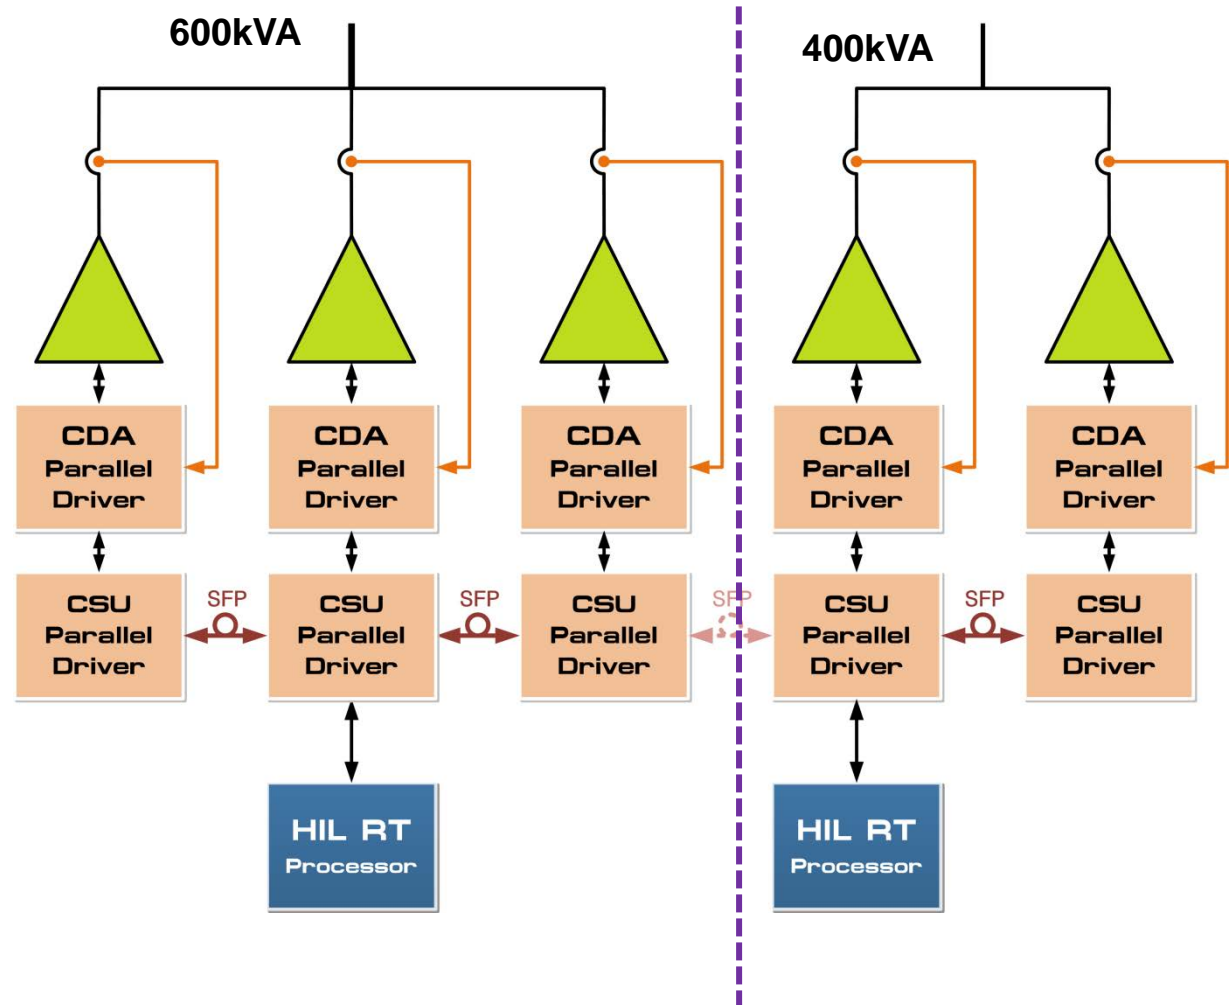 600kVA
400kVA
CDA
Parallel
Driver
CDA
Parallel
Driver
CDA
Parallel
Driver
CDA
Parallel
Driver
CDA
Parallel
Driver
CSU
Parallel
Driver
SFP
CSU
Parallel
Driver
SFP
CSU
Parallel
Driver
SFP
CSU
Parallel
Driver
SFP
CSU
Parallel
Driver
HIL RT
Processor
HIL RT
Processor